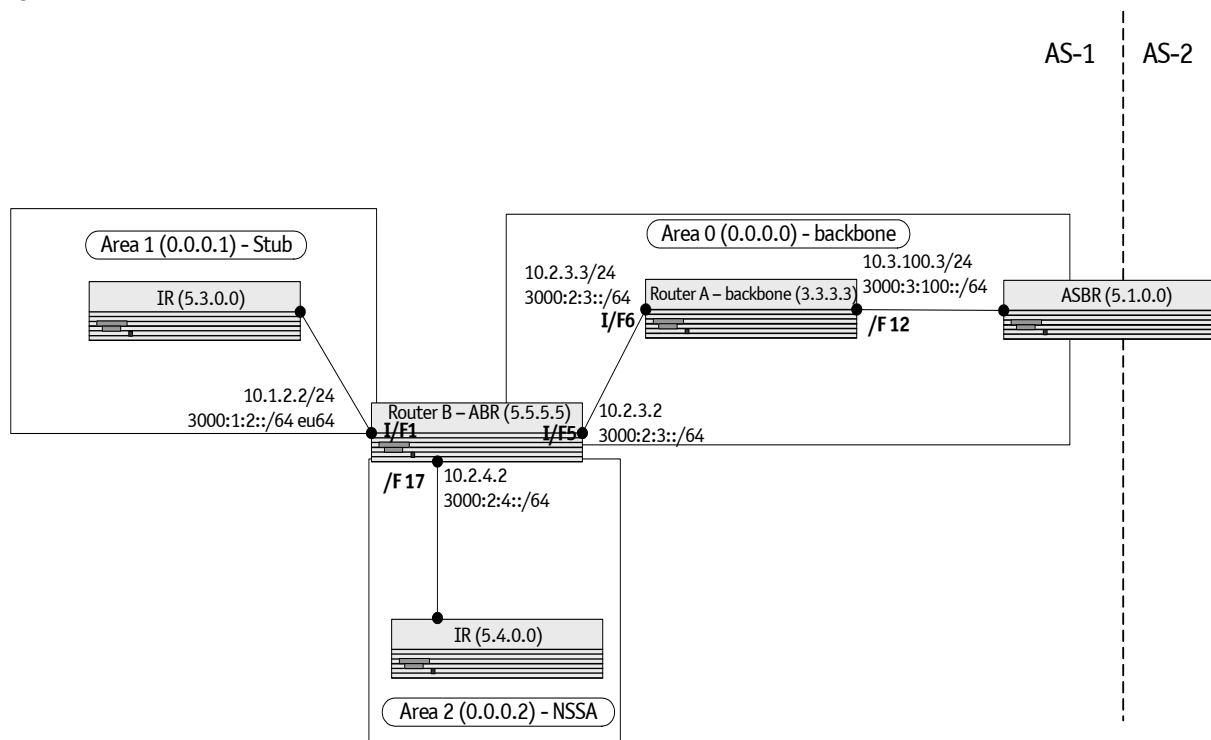 AS-1
AS-2
Area 1 (0.0.0.1) - Stub
IR (5.3.0.0)
10.1.2.2/24
3000:1:2::/64 eu64
Area 0 (0.0.0.0) - backbone
10.2.3.3/24
3000:2:3::/64
I/F6
Router A – backbone (3.3.3.3)
10.3.100.3/24
3000:3:100::/64
/F 12
ASBR (5.1.0.0)
Router B – ABR (5.5.5.5)
I/F1
I/F5
10.2.3.2
3000:2:3::/64
/F 17
10.2.4.2
3000:2:4::/64
IR (5.4.0.0)
Area 2 (0.0.0.2) - NSSA